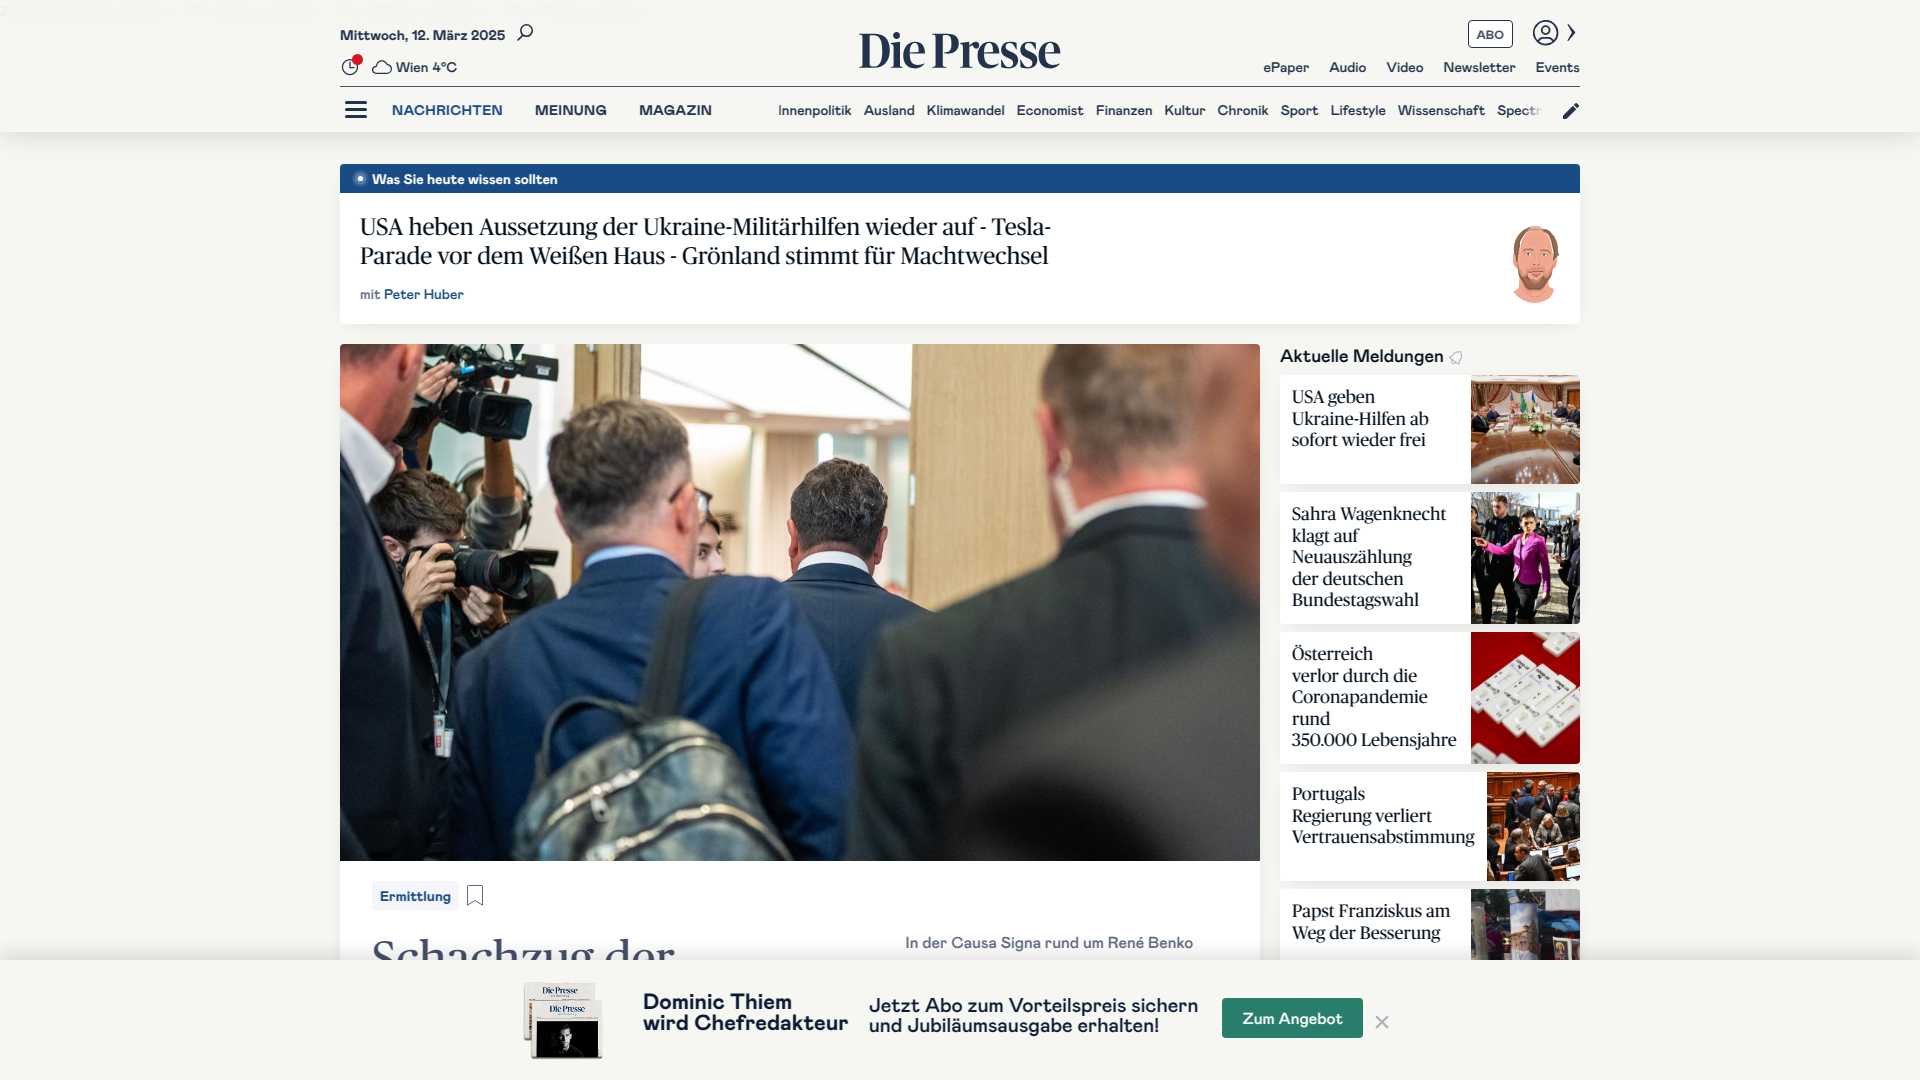 Mittwoch, 12. März 2025
Die Presse
ABO
Wien 4°C
ePaper Audio Video Newsletter Events
NACHRICHTEN MEINUNG MAGAZIN
Innenpolitik Ausland Klimawandel Economist Finanzen Kultur Chronik Sport Lifestyle Wissenschaft Spectr
Was Sie heute wissen sollten
USA heben Aussetzung der Ukraine-Militärhilfen wieder auf - Tesla-
Parade vor dem Weißen Haus - Grönland stimmt für Machtwechsel
mit Peter Huber
Ermittlung
Schachzug der
In der Causa Signa rund um René Benko
Aktuelle Meldungen
USA geben
Ukraine-Hilfen ab
sofort wieder frei
Sahra Wagenknecht
klagt auf
Neuauszählung
der deutschen
Bundestagswahl
Österreich
verlor durch die
Coronapandemie
rund
350.000 Lebensjahre
Portugals
Regierung verliert
Vertrauensabstimmung
Papst Franziskus am
Weg der Besserung
Die Presse
Die Presse
Dominic Thiem
wird Chefredakteur
Jetzt Abo zum Vorteilspreis sichern
und Jubiläumsausgabe erhalten!
Zum Angebot